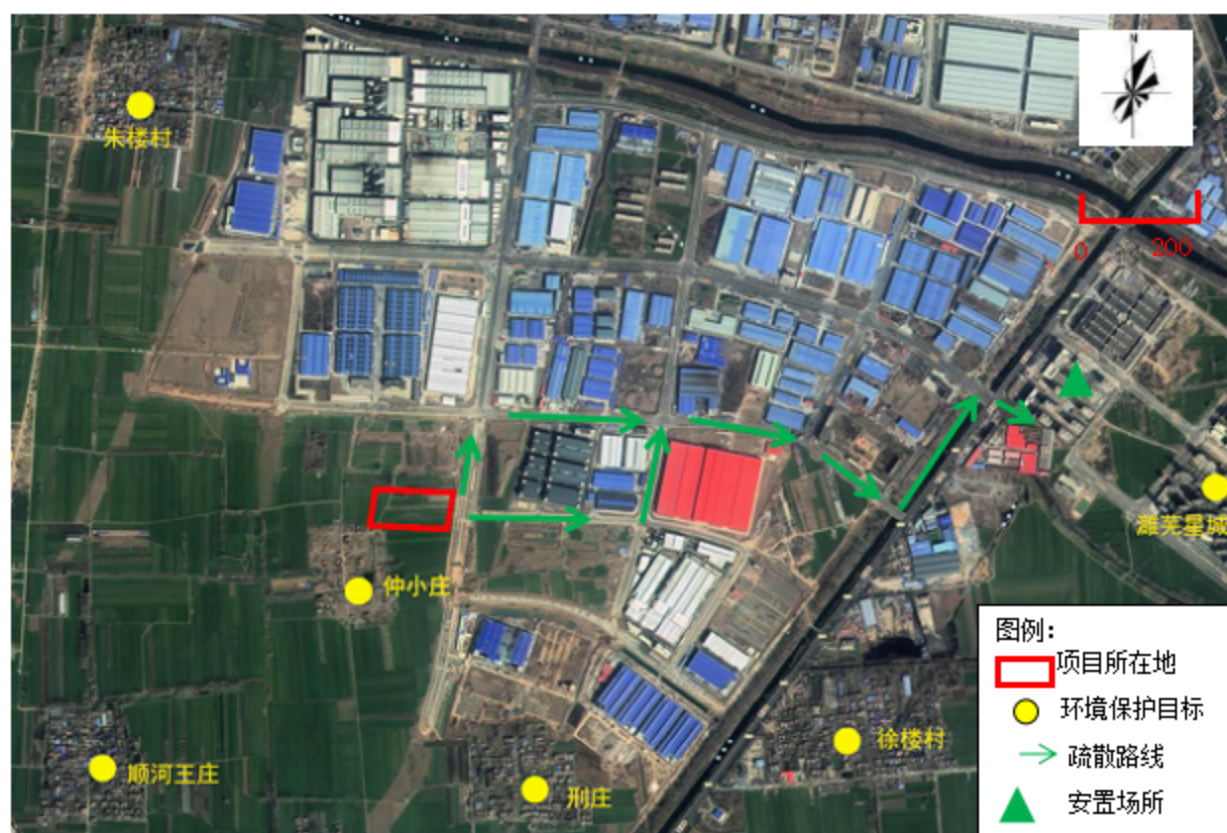 N
朱楼村
0
200
濉芜星城
仲小庄
图例：
项目所在地
环境保护目标
疏散路线
安置场所
徐楼村
顺河王庄
刑庄